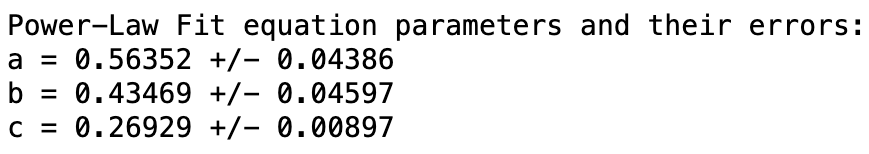 Power-Law Fit equation parameters and their errors:
a = 0.56352 +/- 0.04386
b = 0.43469 +/- 0.04597
c = 0.26929 +/- 0.00897